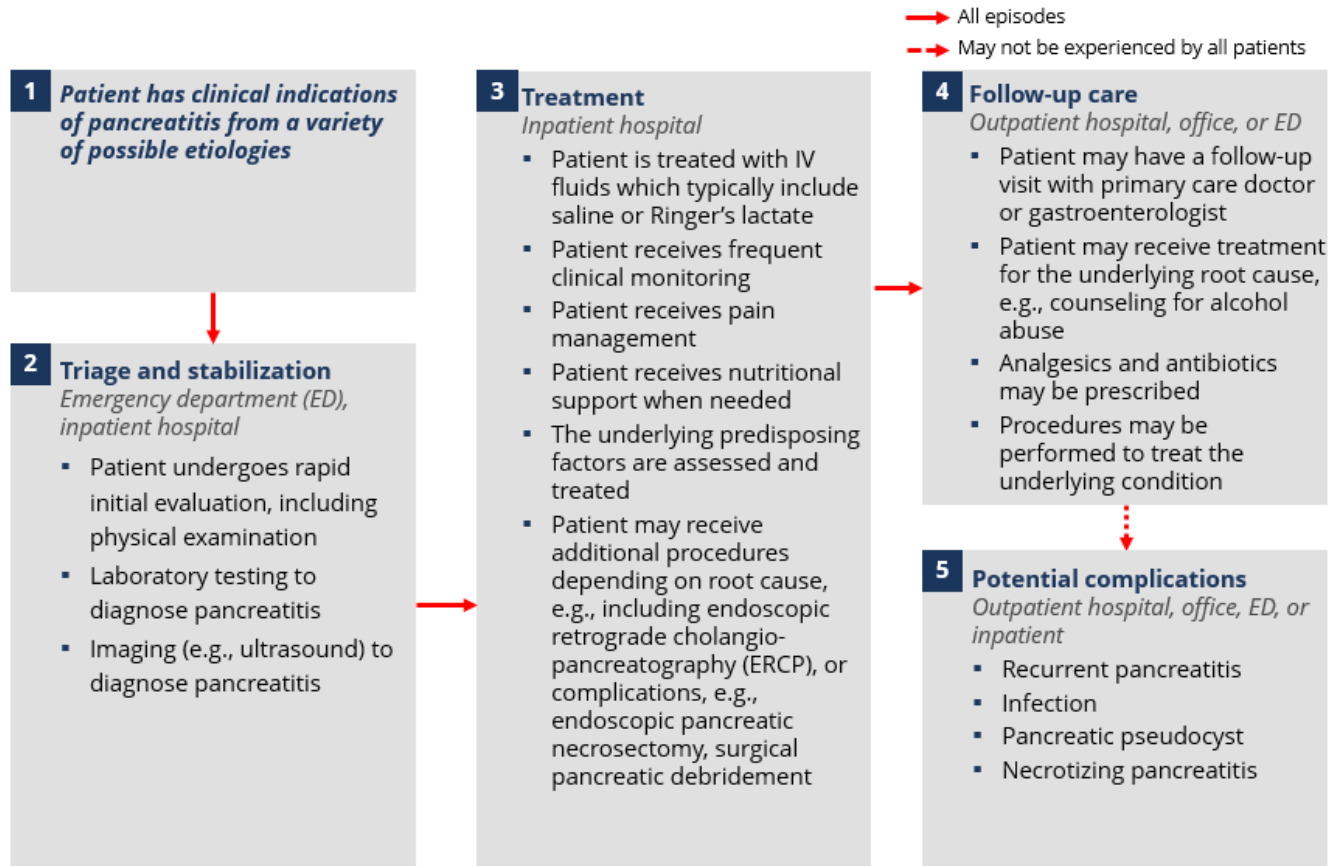 All episodes
May not be experienced by all patients
1
Patient has clinical indications
of pancreatitis from a variety
of possible etiologies
2
Triage and stabilization
Emergency department (ED),
inpatient hospital
▪ Patient undergoes rapid
initial evaluation, including
physical examination
▪ Laboratory testing to
diagnose pancreatitis
▪ Imaging (e.g., ultrasound) to
diagnose pancreatitis
3
Treatment
Inpatient hospital
▪ Patient is treated with IV
fluids which typically include
saline or Ringer's lactate
▪ Patient receives frequent
clinical monitoring
▪ Patient receives pain
management
▪ Patient receives nutritional
support when needed
▪ The underlying predisposing
factors are assessed and
treated
▪ Patient may receive
additional procedures
depending on root cause,
e.g., including endoscopic
retrograde cholangio-
pancreatography (ERCP), or
complications, e.g.,
endoscopic pancreatic
necrosectomy, surgical
pancreatic debridement
4
Follow-up care
Outpatient hospital, office, or ED
▪ Patient may have a follow-up
visit with primary care doctor
or gastroenterologist
▪ Patient may receive treatment
for the underlying root cause,
e.g., counseling for alcohol
abuse
▪ Analgesics and antibiotics
may be prescribed
▪ Procedures may be
performed to treat the
underlying condition
5
Potential complications
Outpatient hospital, office, ED, or
inpatient
▪ Recurrent pancreatitis
▪ Infection
▪ Pancreatic pseudocyst
▪ Necrotizing pancreatitis